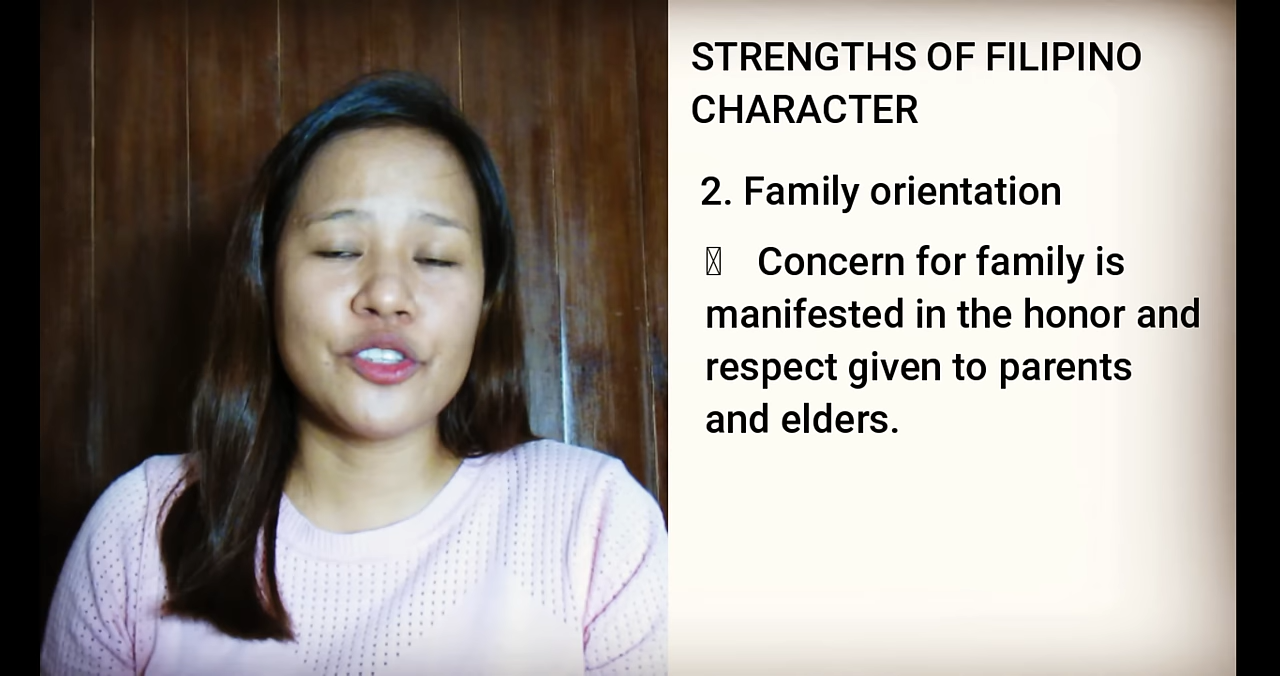 STRENGTHS OF FILIPINO
CHARACTER
2. Family orientation
Concern for family is
manifested in the honor and
respect given to parents
and elders.